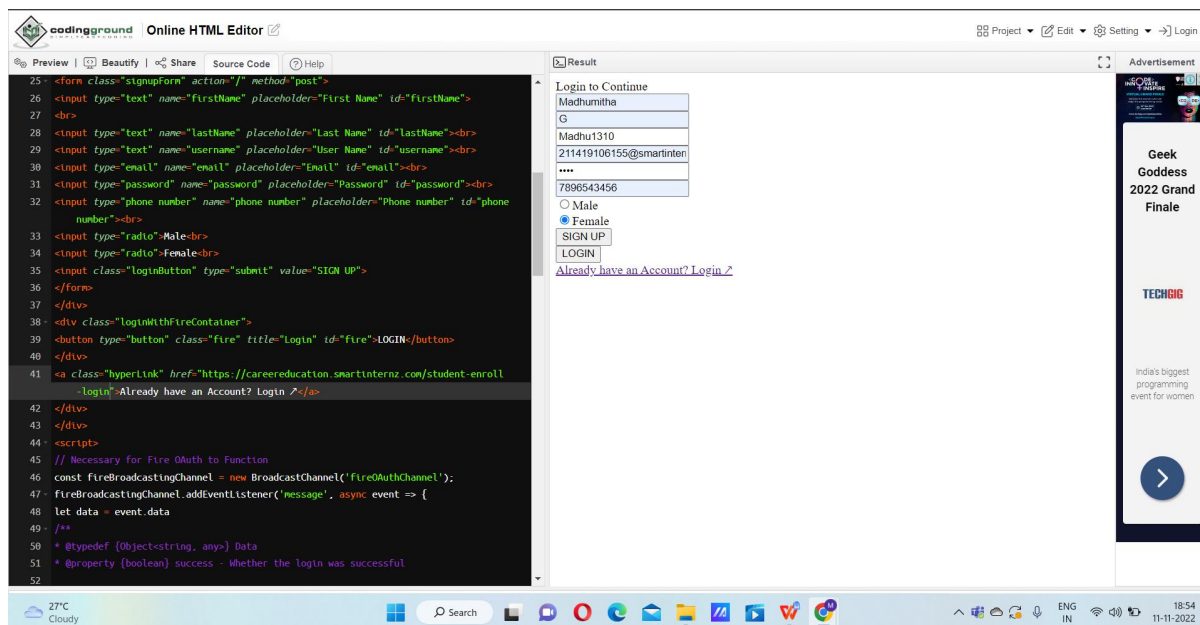 codingground
SIMPLYEASYCODING
Online HTML Editor
Project
Edit
Setting
Login
Preview | Beautify | Share
Source Code
Help
25 <form class="signupForm" action="/" method="post">
26 <input type="text" name="firstName" placeholder="First Name" id="firstName">
27 <br>
28 <input type="text" name="lastName" placeholder="Last Name" id="lastName"><br>
29 <input type="text" name="username" placeholder="User Name" id="username"><br>
30 <input type="email" name="email" placeholder="Email" id="email"><br>
31 <input type="password" name="password" placeholder="Password" id="password"><br>
32 <input type="phone number" name="phone number" placeholder="Phone number" id="phone
number"><br>
33 <input type="radio">Male<br>
34 <input type="radio">Female<br>
35 <input class="loginButton" type="submit" value="SIGN UP">
36 </form>
37 </div>
38 <div class="loginWithFireContainer">
39 <button type="button" class="fire" title="Login" id="fire">LOGIN</button>
40 </div>
41 <a class="hyperLink" href="https://careereducation.smartinternz.com/student-enroll
-login">Already have an Account? Login ↗</a>
42 </div>
43 </div>
44 <script>
45 // Necessary for Fire OAuth to Function
46 const fireBroadcastingChannel = new BroadcastChannel('fireOAuthChannel');
47 fireBroadcastingChannel.addEventListener('message', async event => {
48 let data = event.data
49 /**
50 * @typedef {Object<string, any>} Data
51 * @property {boolean} success - Whether the login was successful
52
Result
Login to Continue
Madhumitha
G
Madhu1310
211419106155@smartinter
••••
7896543456
Male
Female
SIGN UP
LOGIN
Already have an Account? Login ↗
Advertisement
CODE
INNOVATE
INSPIRE
Geek
Goddess
2022 Grand
Finale
TECHGIG
India's biggest
programming
event for women
27°C
Cloudy
Search
ENG
IN
18:54
11-11-2022